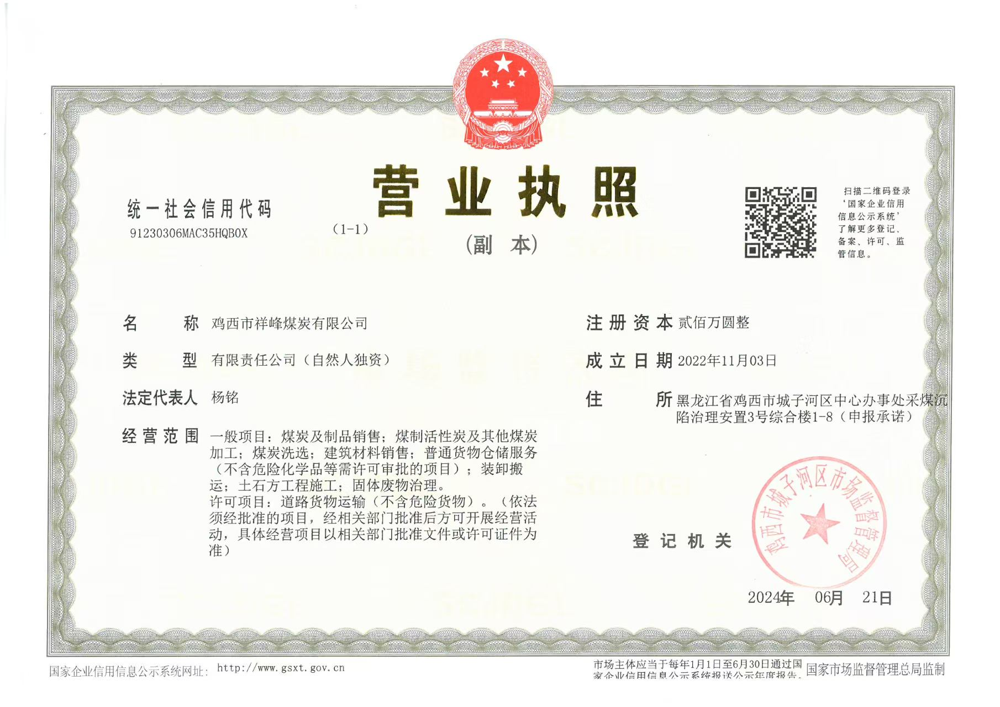 营业执照
(副 本)
(1-1)
统一社会信用代码
91230306MAC35HQB0X
扫描二维码登录
‘国家企业信用
信息公示系统’
了解更多登记、
备案、许可、监
管信息。
名 称 鸡西市祥峰煤炭有限公司
类 型 有限责任公司（自然人独资）
法定代表人 杨铭
经营范围 一般项目：煤炭及制品销售；煤制活性炭及其他煤炭
加工；煤炭洗选；建筑材料销售；普通货物仓储服务
（不含危险化学品等需许可审批的项目）；装卸搬
运；土石方工程施工；固体废物治理。
许可项目：道路货物运输（不含危险货物）。（依法
须经批准的项目，经相关部门批准后方可开展经营活
动，具体经营项目以相关部门批准文件或许可证件为
准）
注册资本 贰佰万圆整
成立日期 2022年11月03日
住 所 黑龙江省鸡西市城子河区中心办事处采煤沉
陷治理安置3号综合楼1-8（申报承诺）
登记机关
鸡西市城子河区市场监督管理局
2024年 06月 21日
国家企业信用信息公示系统网址： http://www.gsxt.gov.cn
市场主体应当于每年1月1日至6月30日通过国
家企业信用信息公示系统报送公示年度报告。
国家市场监督管理总局监制